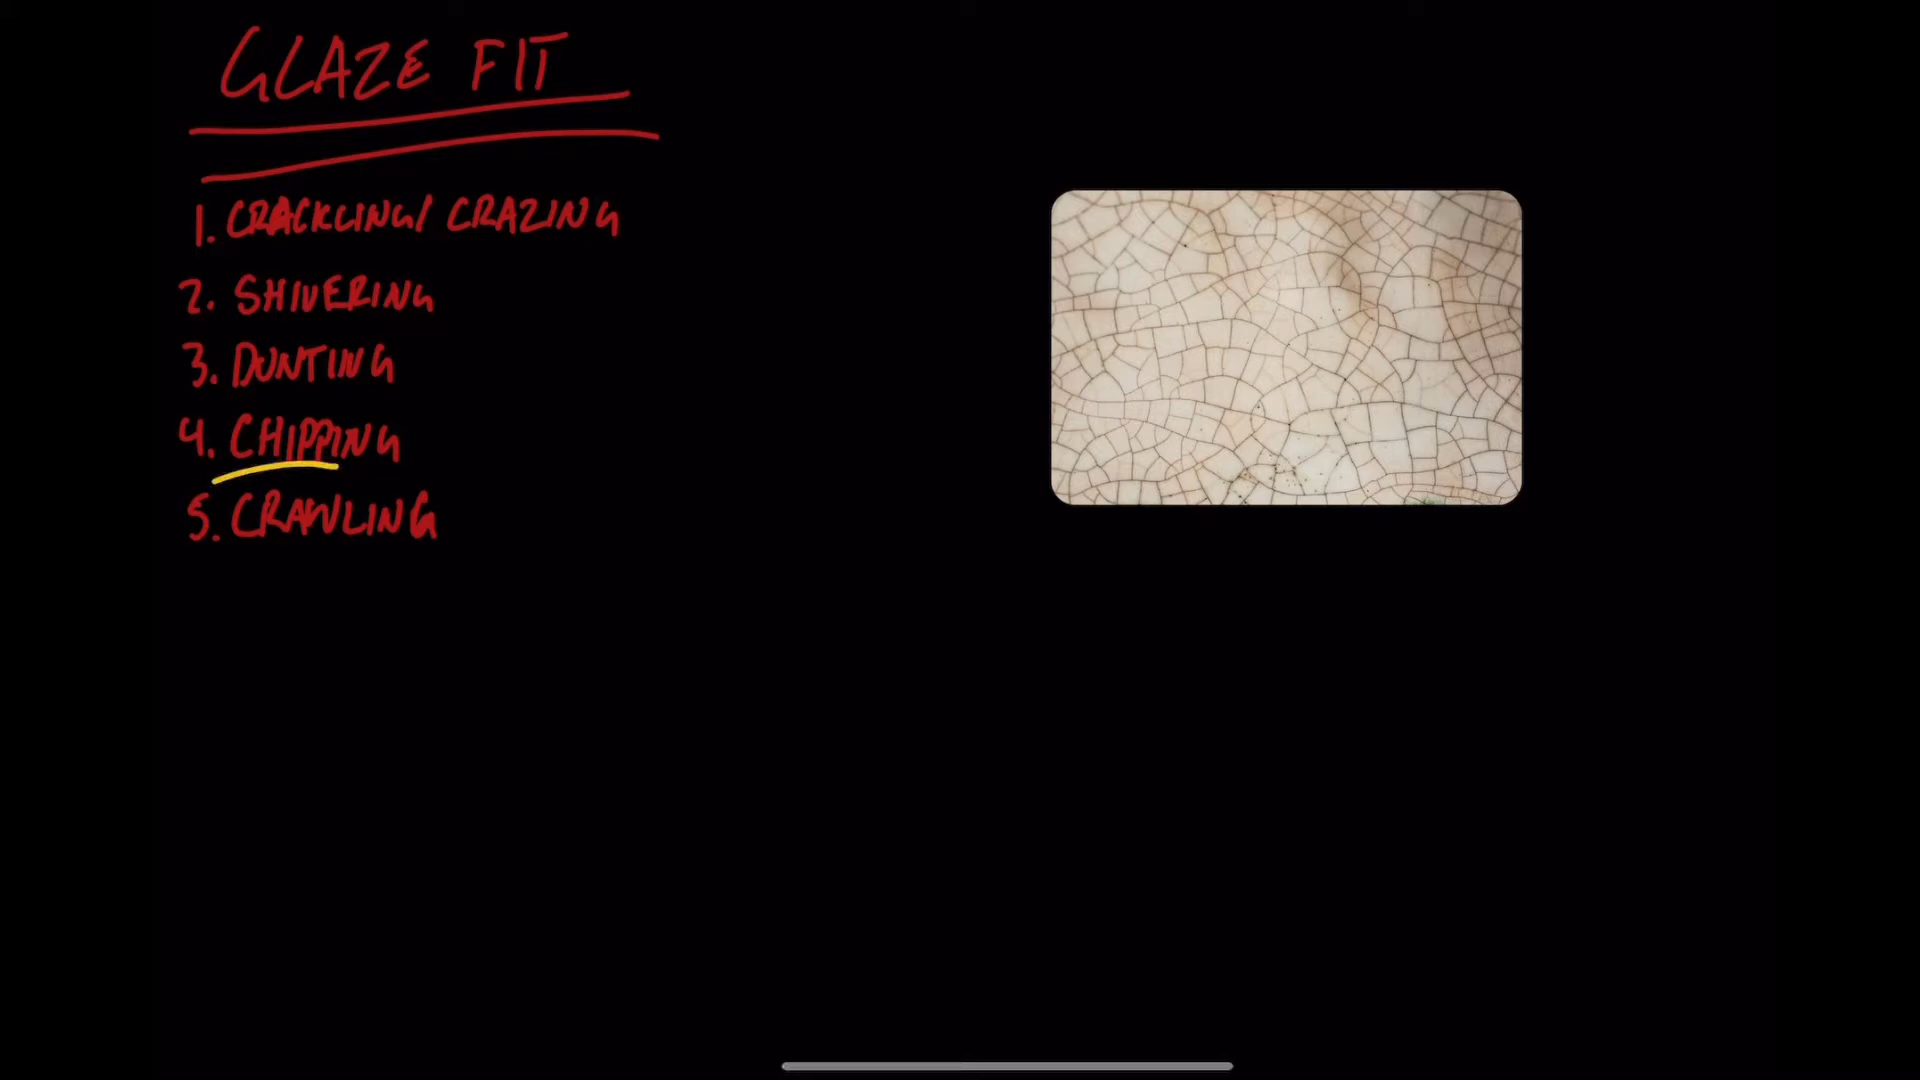 GLAZE FIT
1. CRACKLING/ CRAZING
2. SHIVERING
3. DUNTING
4. CHIPPING
5. CRAWLING